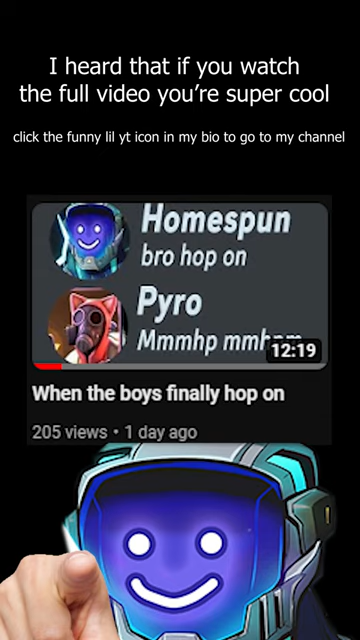 I heard that if you watch
the full video you're super cool
click the funny lil yt icon in my bio to go to my channel
Homespun
bro hop on
Pyro
Mmmhp
12:19
When the boys finally hop on
205 views • 1 day ago